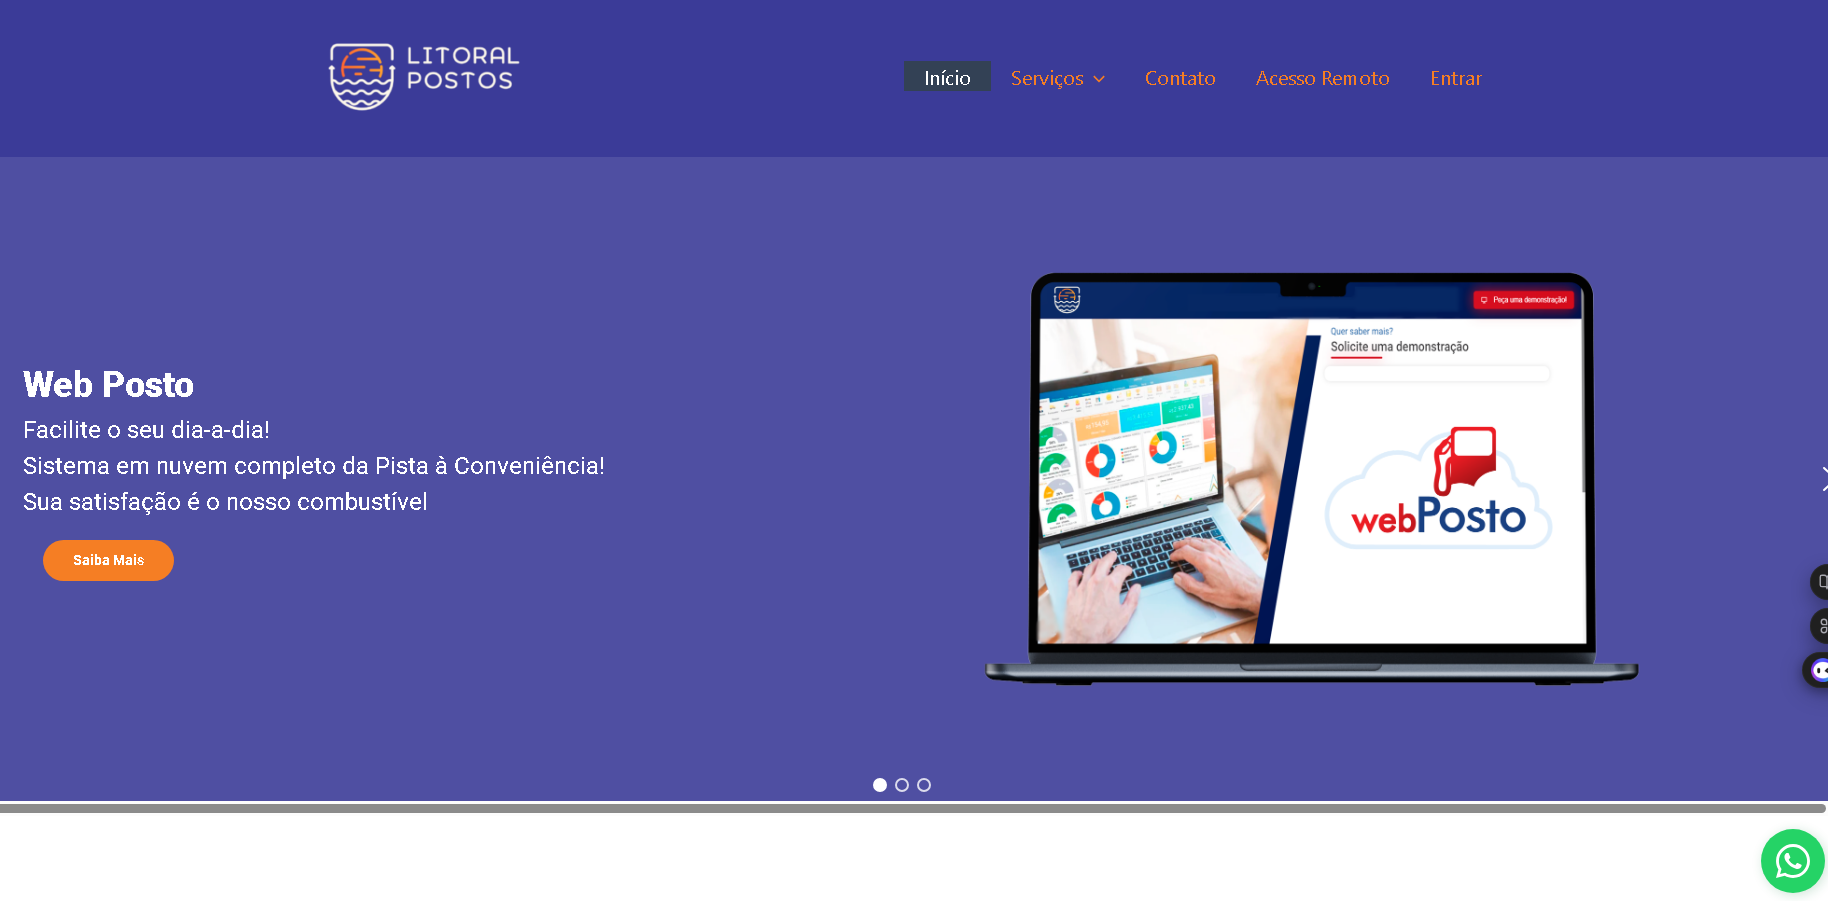 LITORAL
POSTOS
Início
Serviços
Contato
Acesso Remoto
Entrar
Web Posto
Facilite o seu dia-a-dia!
Sistema em nuvem completo da Pista à Conveniência!
Sua satisfação é o nosso combustível
Saiba Mais
Peça uma demonstração!
Quer saber mais?
Solicite uma demonstração
webPosto